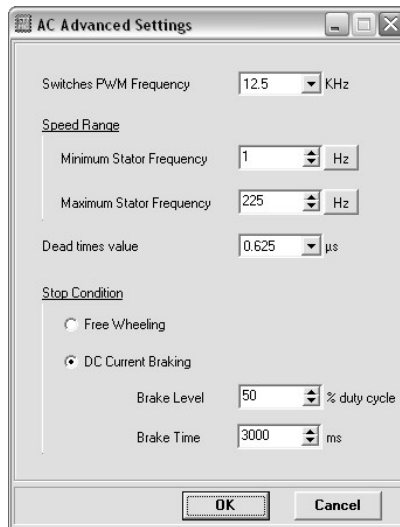 AC Advanced Settings
Switches PWM Frequency 12.5 KHz
Speed Range
Minimum Stator Frequency 1 Hz
Maximum Stator Frequency 225 Hz
Dead times value 0.625 µs
Stop Condition
Free Wheeling
DC Current Braking
Brake Level 50 % duty cycle
Brake Time 3000 ms
OK Cancel